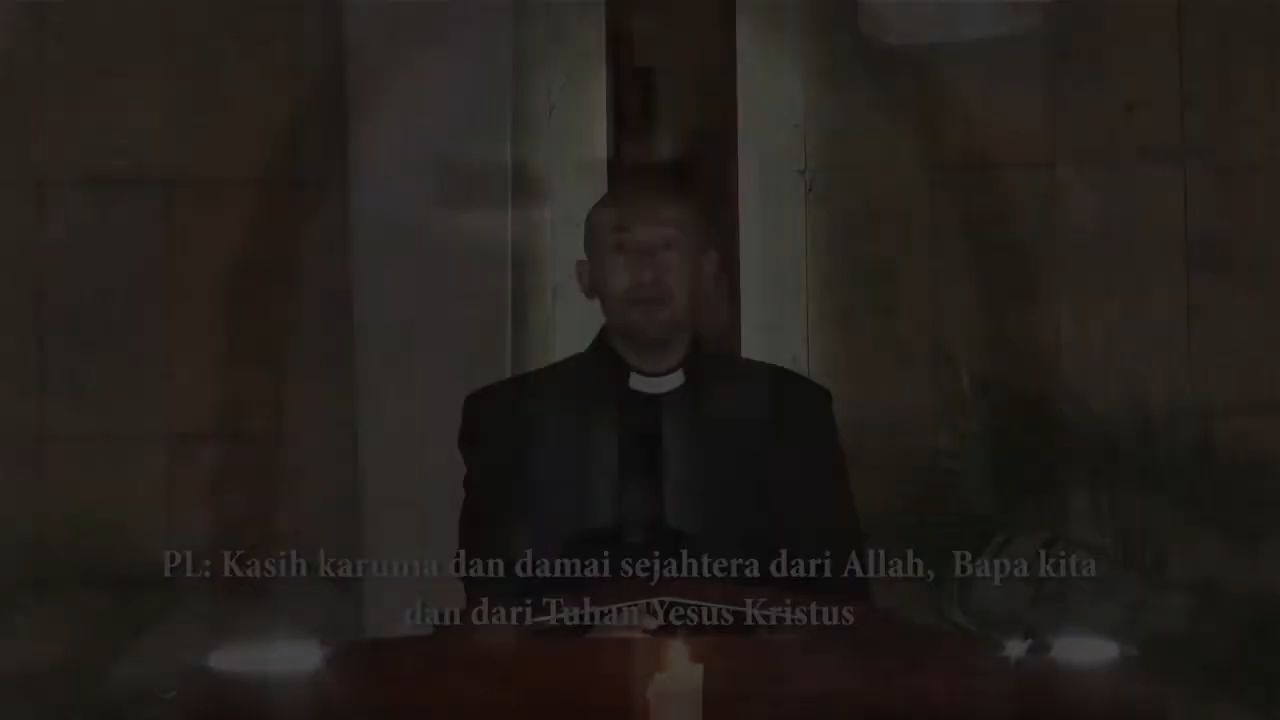 PL: Kasih karunia dan damai sejahtera dari Allah, Bapa kita
dan dari Tuhan Yesus Kristus